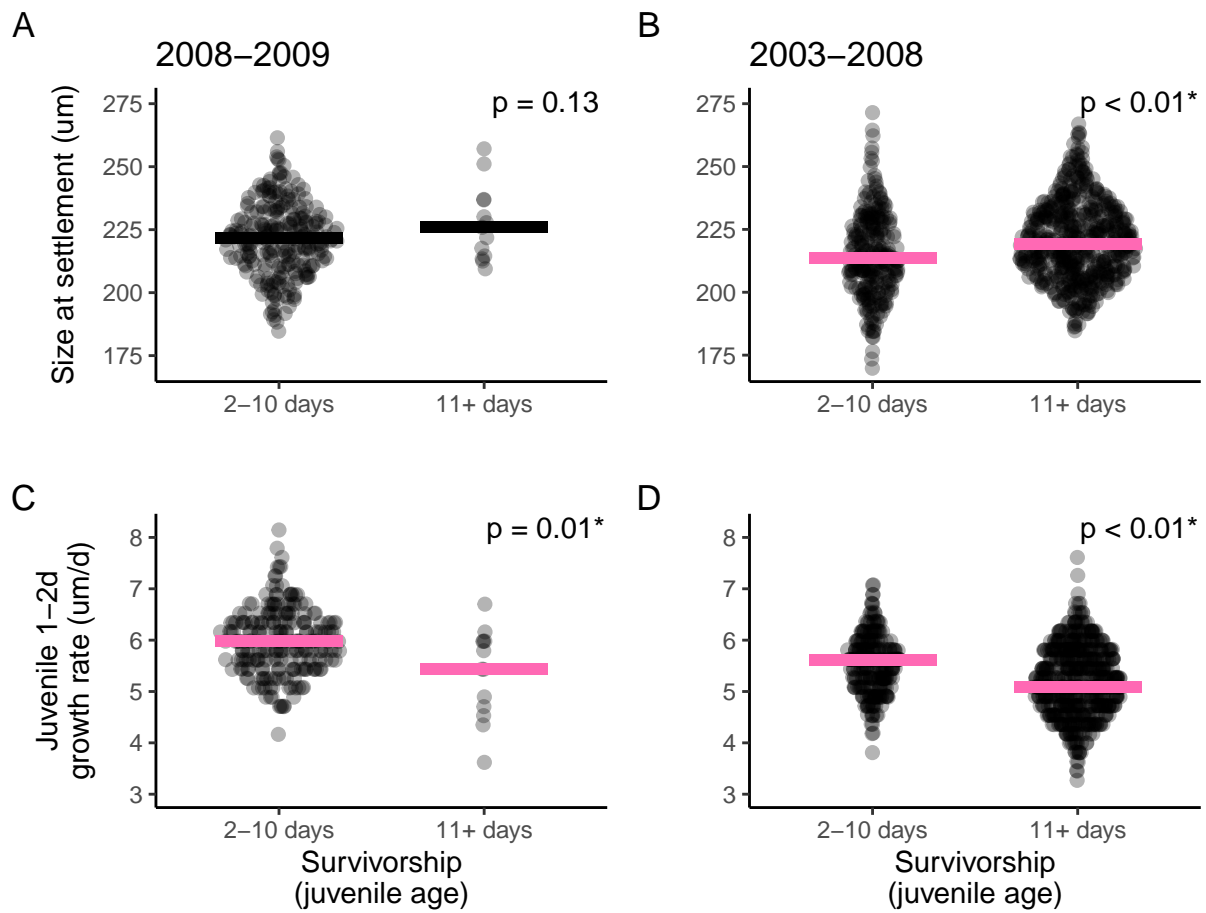 A
2008–2009
p = 0.13
Size at settlement (um)
275
250
225
200
175
2–10 days
11+ days
B
2003–2008
p < 0.01*
275
250
225
200
175
2–10 days
11+ days
C
p = 0.01*
Juvenile 1–2d
growth rate (um/d)
8
7
6
5
4
3
2–10 days
11+ days
Survivorship
(juvenile age)
D
p < 0.01*
8
7
6
5
4
3
2–10 days
11+ days
Survivorship
(juvenile age)